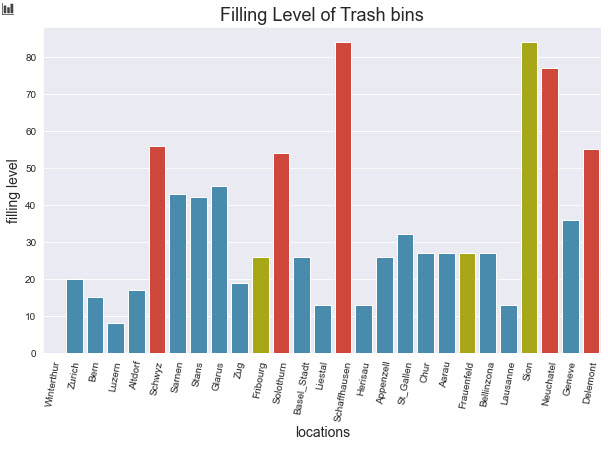 Filling Level of Trash bins
filling level
80
70
60
50
40
30
20
10
0
Winterthur
Zurich
Bern
Luzern
Altdorf
Schwyz
Sarnen
Stans
Glarus
Zug
Fribourg
Solothurn
Basel_Stadt
Liestal
Schaffhausen
Herisau
Appenzell
St_Gallen
Chur
Aarau
Frauenfeld
Bellinzona
Lausanne
Sion
Neuchatel
Geneve
Delemont
locations